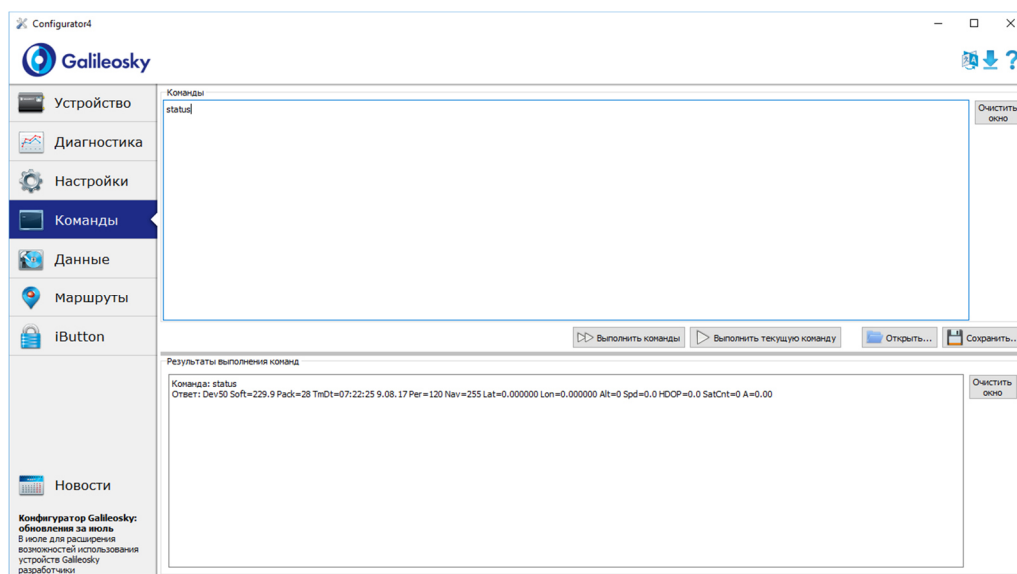 Configurator4
Galileosky
Устройство
Диагностика
Настройки
Команды
Данные
Маршруты
iButton
Команды
status
Очистить
окно
Выполнить команды
Выполнить текущую команду
Открыть...
Сохранить...
Результаты выполнения команд
Команда: status
Ответ: Dev50 Soft=229.9 Pack=28 TmDt=07:22:25 9.08.17 Per=120 Nav=255 Lat=0.000000 Lon=0.000000 Alt=0 Spd=0.0 HDOP=0.0 SatCnt=0 A=0.00
Очистить
окно
Новости
Конфигуратор Galileosky:
обновления за июль
В июле для расширения
возможностей использования
устройств Galileosky
разработчики